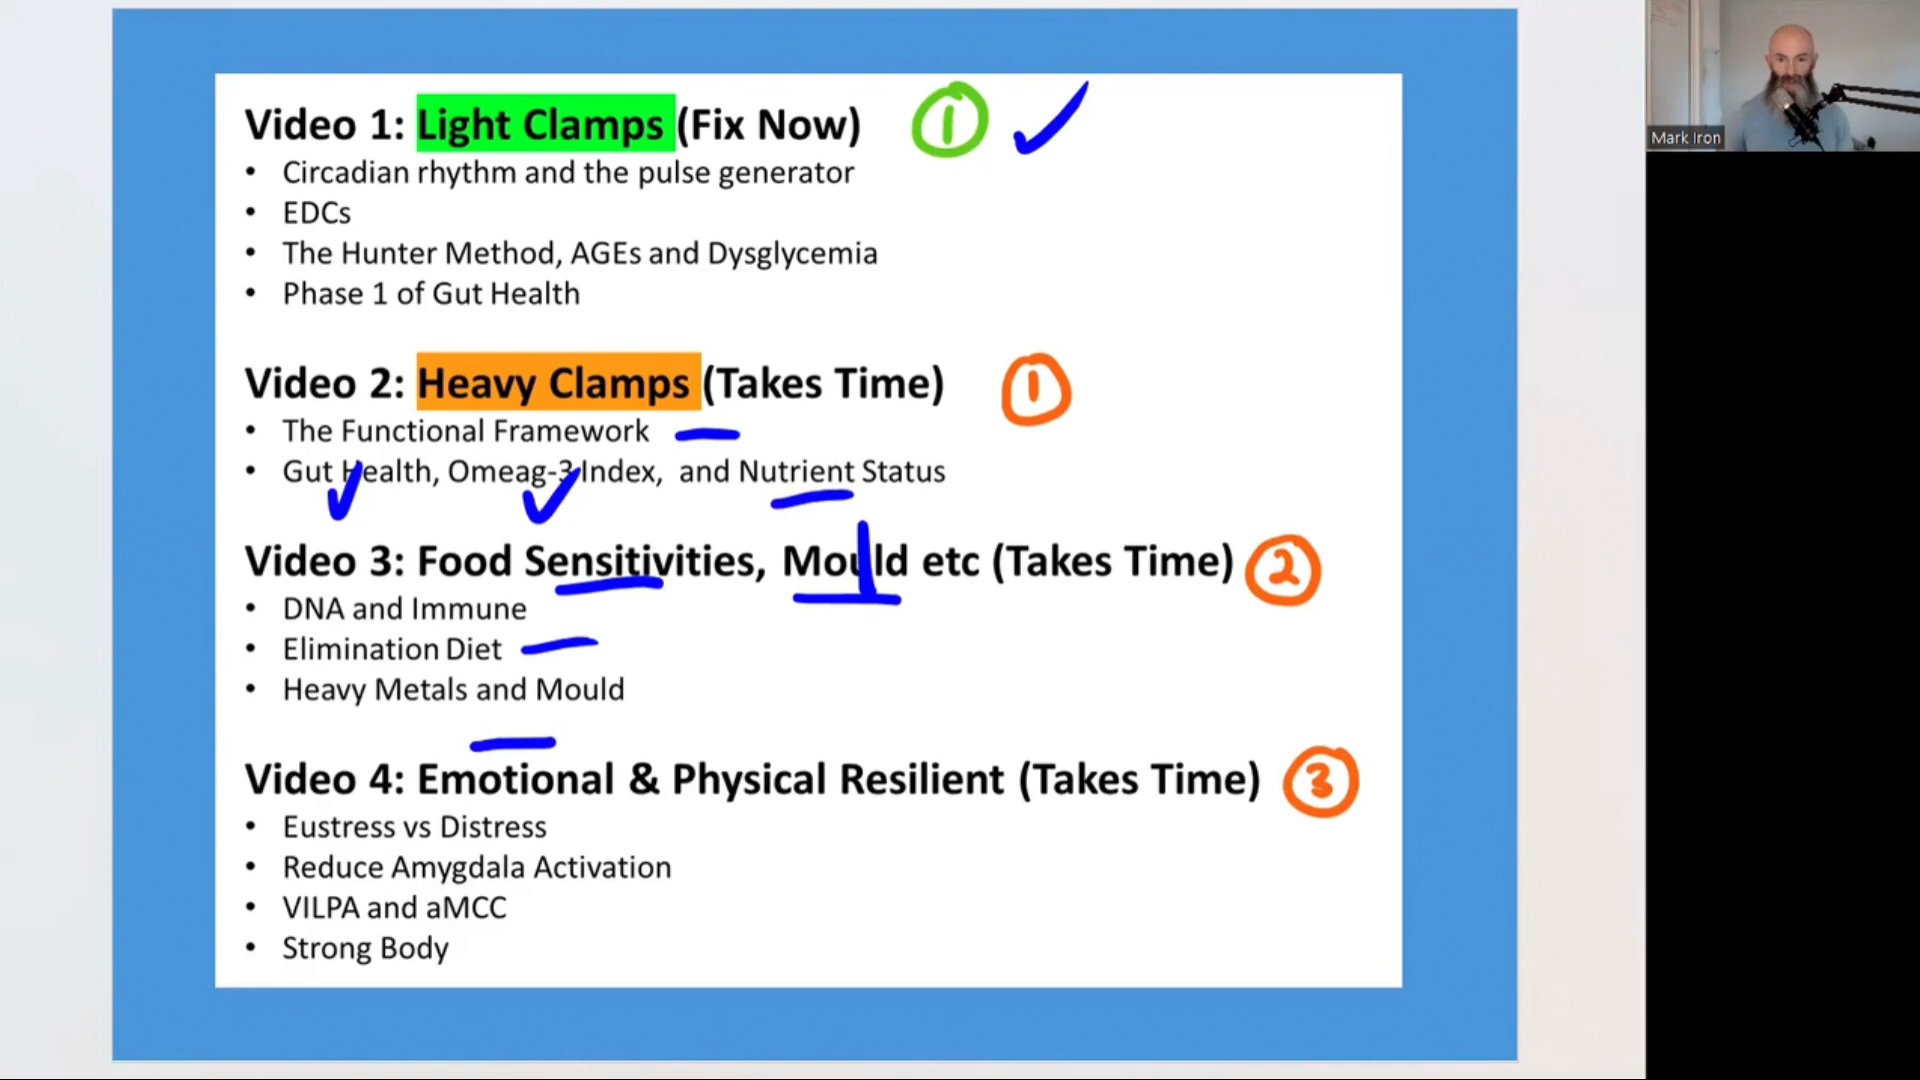 Video 1: Light Clamps (Fix Now) 1
• Circadian rhythm and the pulse generator
• EDCs
• The Hunter Method, AGEs and Dysglycemia
• Phase 1 of Gut Health
Video 2: Heavy Clamps (Takes Time) 1
• The Functional Framework
• Gut Health, Omeag-3 Index, and Nutrient Status
Video 3: Food Sensitivities, Mould etc (Takes Time) 2
• DNA and Immune
• Elimination Diet
• Heavy Metals and Mould
Video 4: Emotional & Physical Resilient (Takes Time) 3
• Eustress vs Distress
• Reduce Amygdala Activation
• VILPA and aMCC
• Strong Body
Mark Iron